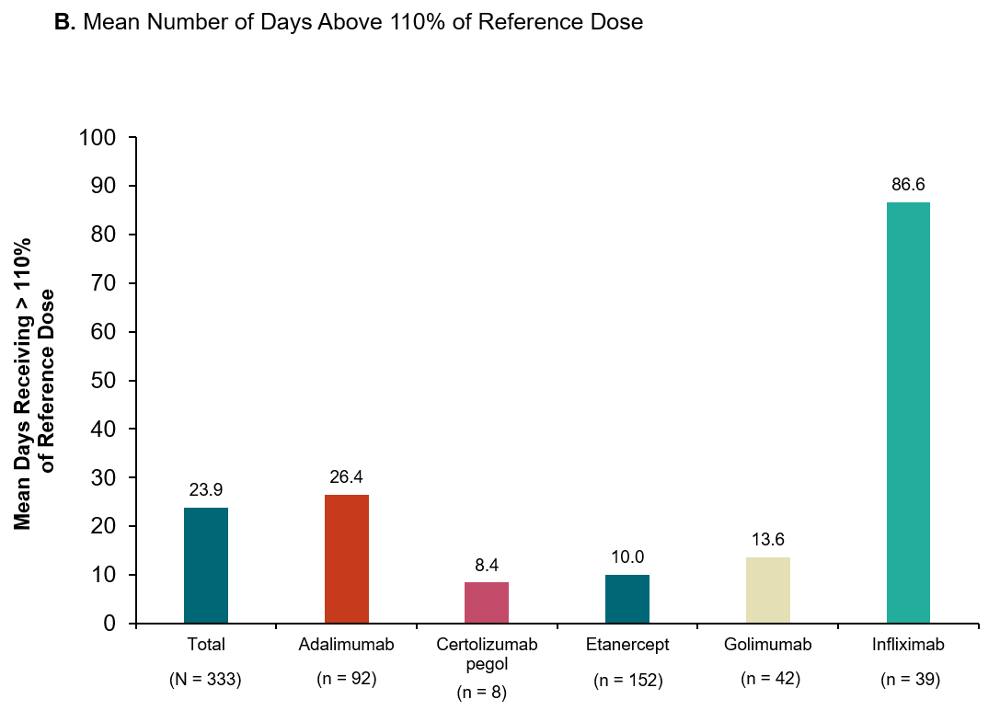 B. Mean Number of Days Above 110% of Reference Dose
Mean Days Receiving > 110%
of Reference Dose
100
90
80
70
60
50
40
30
20
10
0
23.9
26.4
8.4
10.0
13.6
86.6
Total
(N = 333)
Adalimumab
(n = 92)
Certolizumab
pegol
(n = 8)
Etanercept
(n = 152)
Golimumab
(n = 42)
Infliximab
(n = 39)